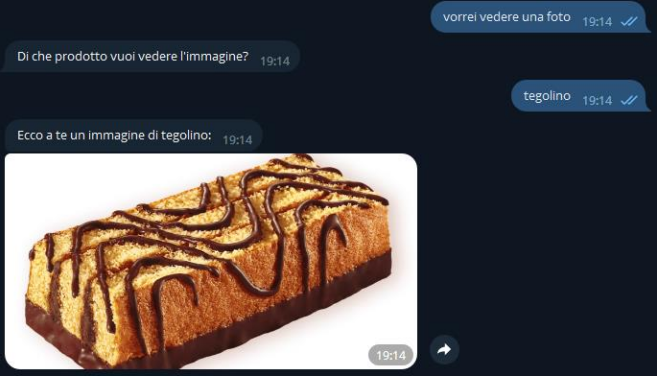 vorrei vedere una foto 19:14
Di che prodotto vuoi vedere l'immagine? 19:14
tegolino 19:14
Ecco a te un immagine di tegolino: 19:14
19:14